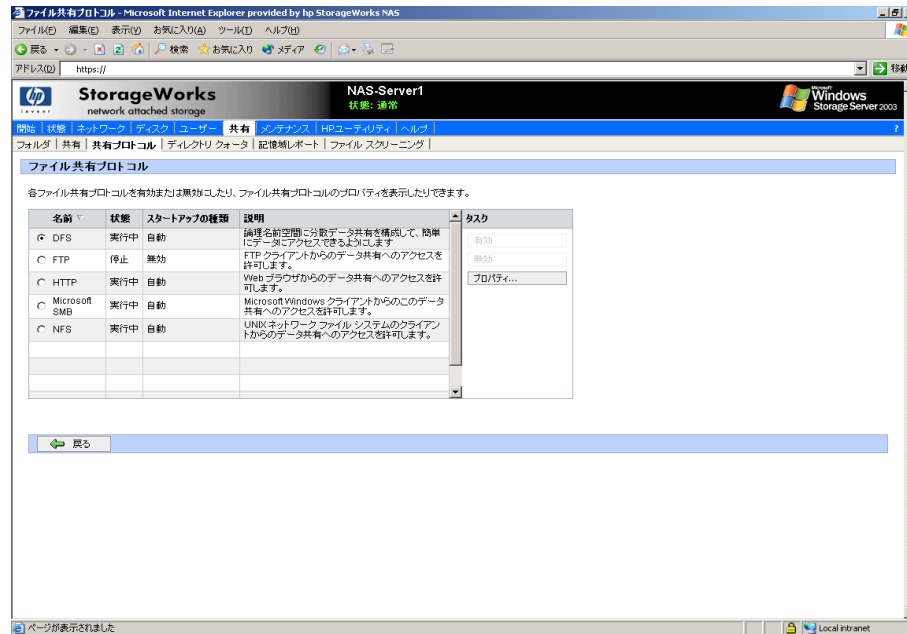 ファイル共有プロトコル - Microsoft Internet Explorer provided by hp StorageWorks NAS
ファイル(F) 編集(E) 表示(V) お気に入り(A) ツール(T) ヘルプ(H)
戻る 検索 お気に入り メディア
アドレス(D) https:// 移動
hp
invent
StorageWorks
network attached storage
NAS-Server1
状態: 通常
Microsoft
Windows
Storage Server 2003
開始 | 状態 | ネットワーク | ディスク | ユーザー | 共有 | メンテナンス | HPユーティリティ | ヘルプ | ?
フォルダ | 共有 | 共有プロトコル | ディレクトリ クォータ | 記憶域レポート | ファイル スクリーニング |
ファイル共有プロトコル
各ファイル共有プロトコルを有効または無効にしたり、ファイル共有プロトコルのプロパティを表示したりできます。
名前 状態 スタートアップの種類 説明
DFS 実行中 自動 論理名前空間に分散データ共有を構成して、簡単
にデータにアクセスできるようにします
FTP 停止 無効 FTP クライアントからのデータ共有へのアクセスを
許可します。
HTTP 実行中 自動 Web ブラウザからのデータ共有へのアクセスを許
可します。
Microsoft
SMB 実行中 自動 Microsoft Windows クライアントからのこのデータ
共有へのアクセスを許可します。
NFS 実行中 自動 UNIX ネットワーク ファイル システムのクライアン
トからのデータ共有へのアクセスを許可します。
タスク
有効
無効
プロパティ...
戻る
ページが表示されました
Local intranet